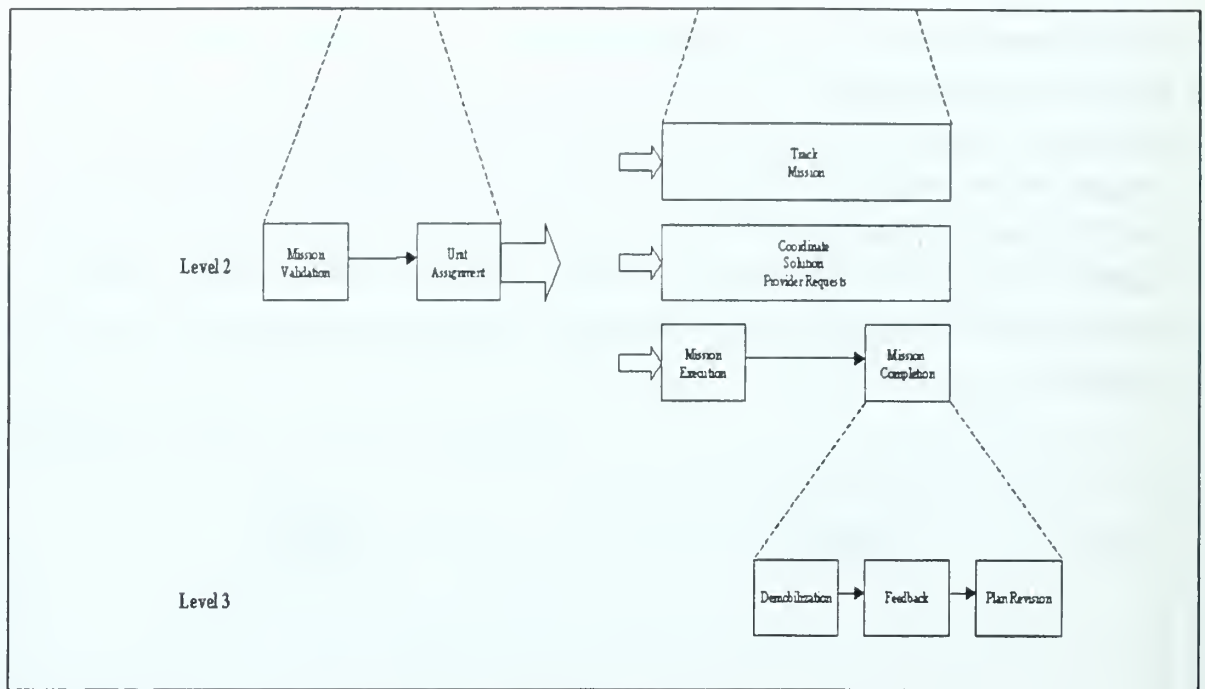 Track
Mission
Level 2
Mission
Validation
Unit
Assignment
Coordinate
Solution
Provider Requests
Mission
Execution
Mission
Completion
Level 3
Demobilization
Feedback
Plan Revision